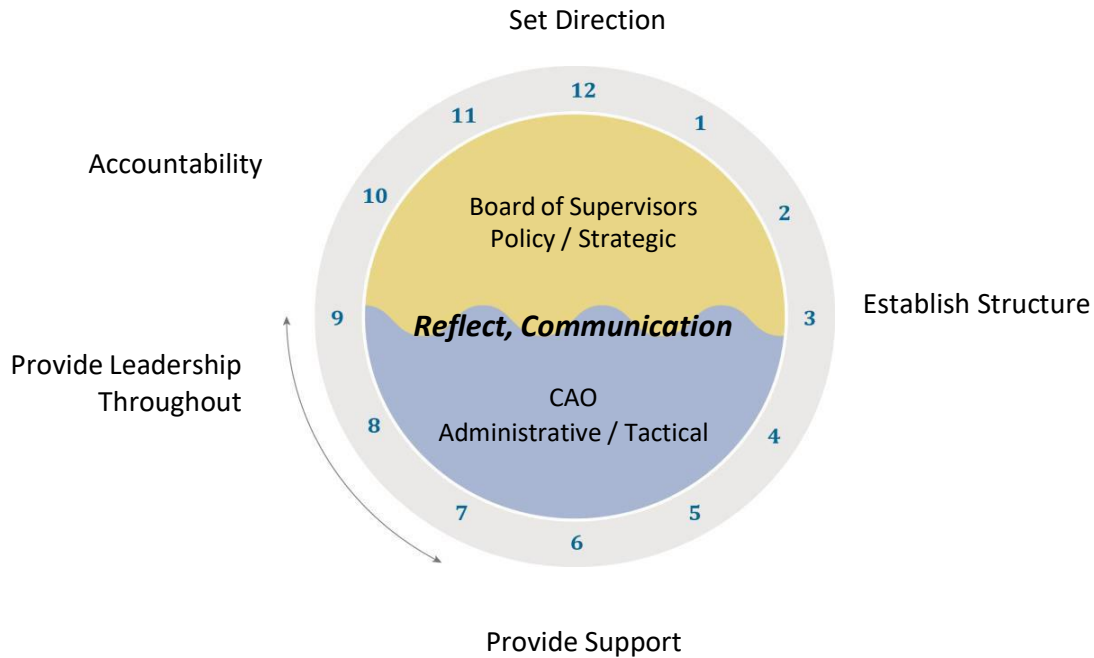 Set Direction
12
11
1
Accountability
10
2
Board of Supervisors
Policy / Strategic
Establish Structure
9
3
Reflect, Communication
Provide Leadership
Throughout
CAO
8
Administrative / Tactical
4
7
5
6
Provide Support